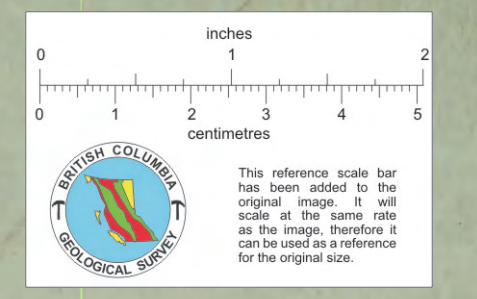 inches
0 1 2
0 1 2 3 4 5
centimetres
BRITISH COLUMBIA
GEOLOGICAL SURVEY
This reference scale bar
has been added to the
original image. It will
scale at the same rate
as the image, therefore it
can be used as a reference
for the original size.